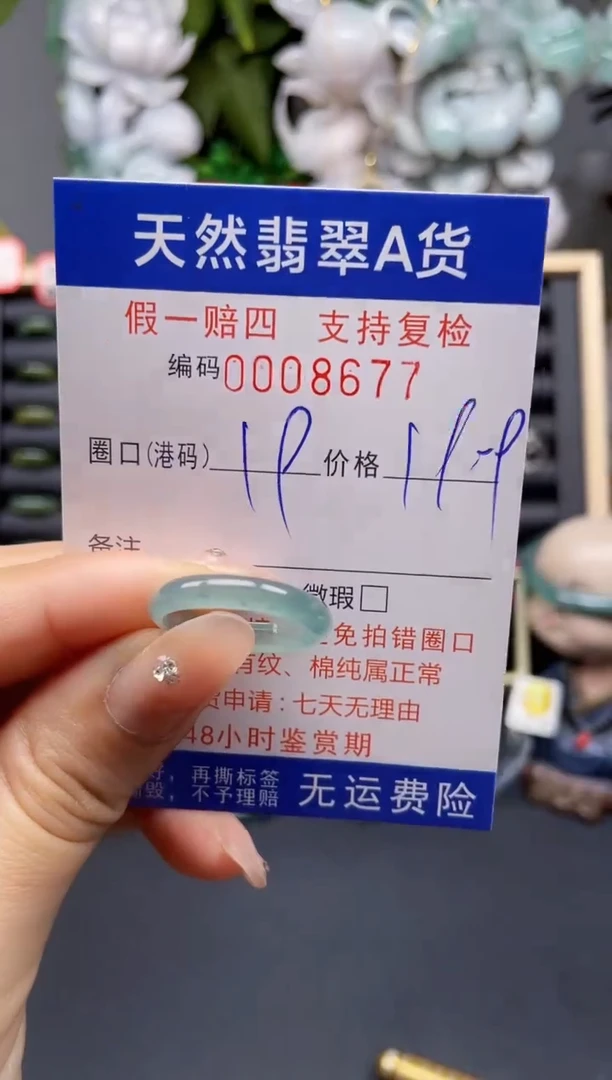 天然翡翠A货
假一赔四 支持复检
编码0008677
圈口(港码) 价格
备注
微瑕□
免拍错圈口
有纹、棉纯属正常
货申请:七天无理由
48小时鉴赏期
再撕标签
不予理赔
无运费险